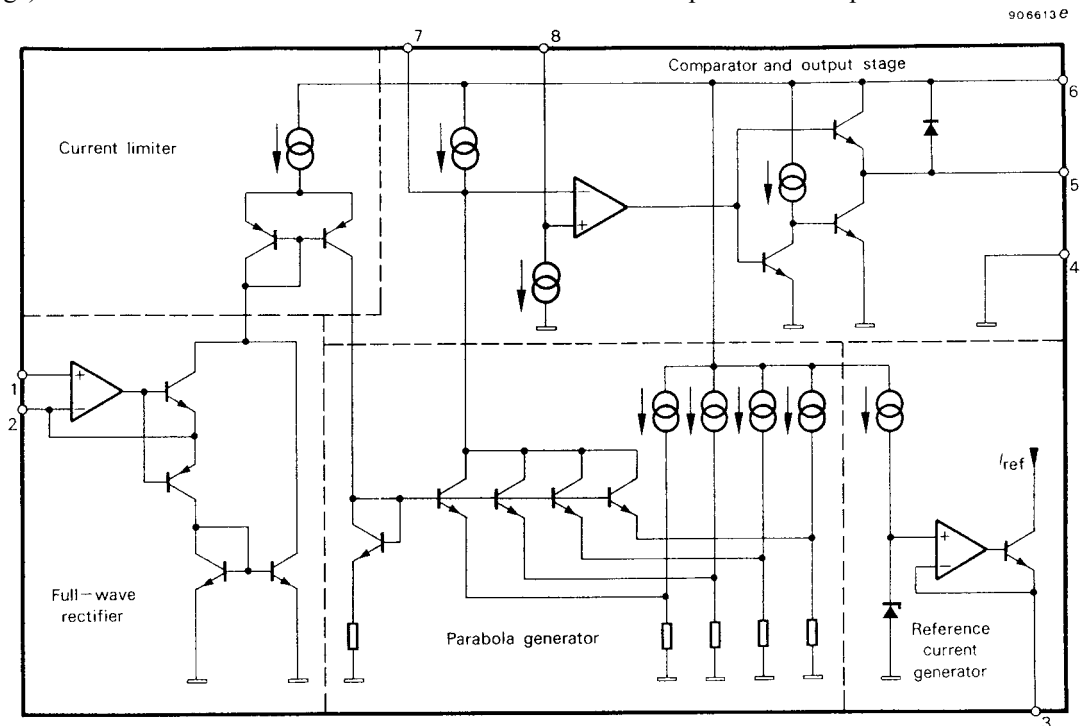 906613e
7
8
Comparator and output stage
6
Current limiter
5
4
+
−
+
−
1
2
Iref
+
−
Full-wave
rectifier
Parabola generator
Reference
current
generator
3